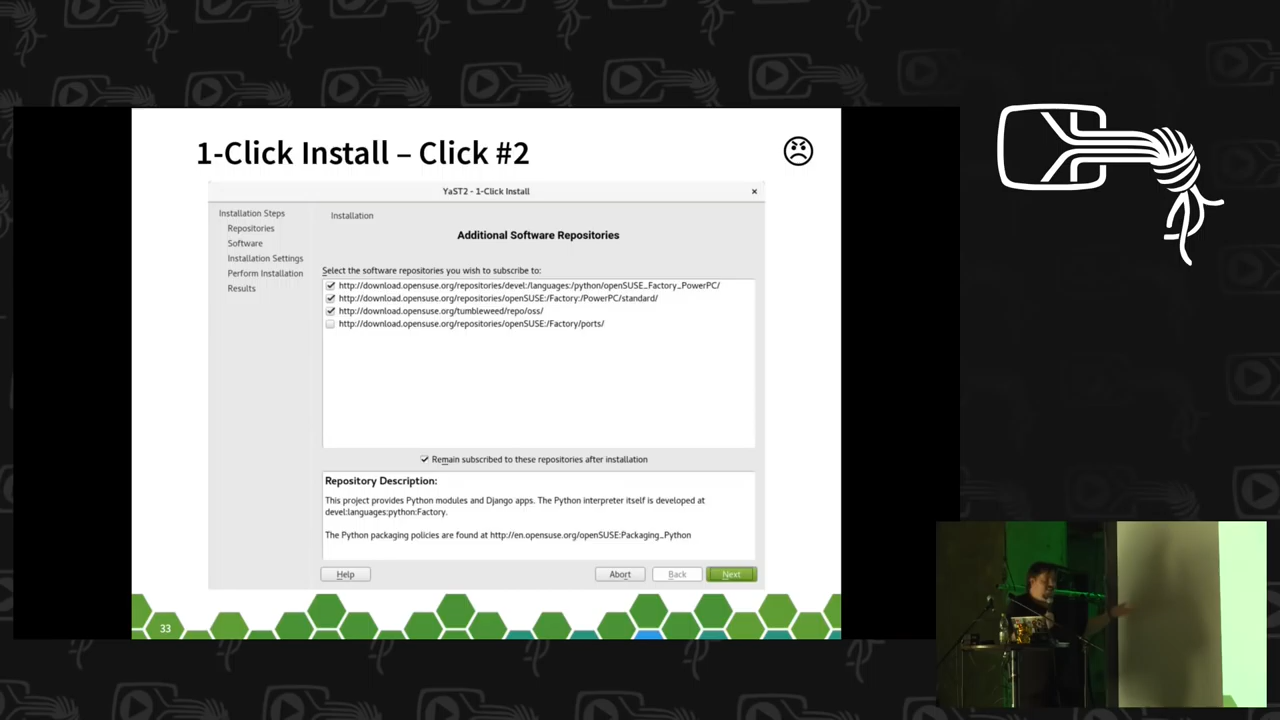 1-Click Install – Click #2
YaST2 - 1-Click Install
Installation Steps
Repositories
Software
Installation Settings
Perform Installation
Results
Installation
Additional Software Repositories
Select the software repositories you wish to subscribe to:
http://download.opensuse.org/repositories/devel:/languages:/python/openSUSE_Factory_PowerPC/
http://download.opensuse.org/repositories/openSUSE:/Factory:/PowerPC/standard/
http://download.opensuse.org/tumbleweed/repo/oss/
http://download.opensuse.org/repositories/openSUSE:/Factory/ports/
Remain subscribed to these repositories after installation
Repository Description:
This project provides Python modules and Django apps. The Python interpreter itself is developed at
devel:languages:python:Factory.
The Python packaging policies are found at http://en.opensuse.org/openSUSE:Packaging_Python
Help
Abort
Back
Next
33